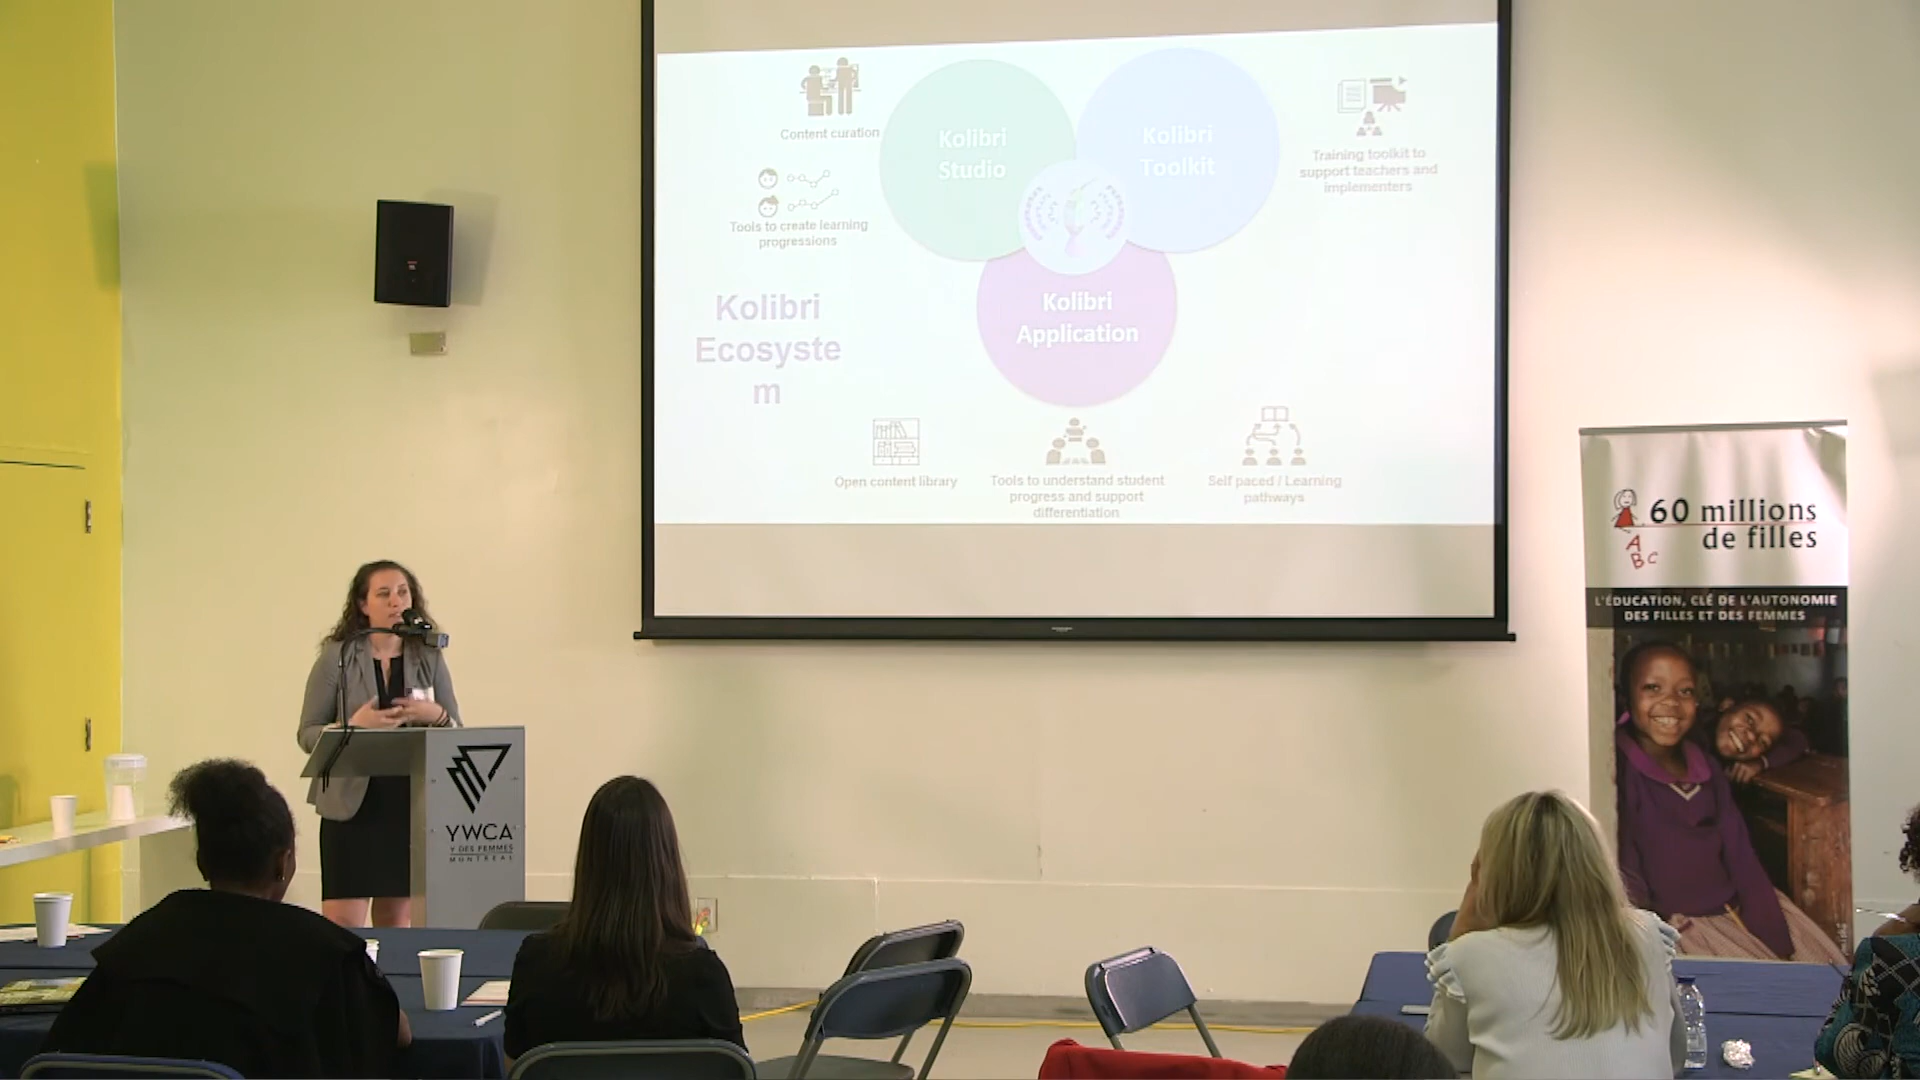 Content curation
Tools to create learning
progressions
Kolibri
Ecosyste
m
Kolibri
Studio
Kolibri
Toolkit
Kolibri
Application
Training toolkit to
support teachers and
implementers
Open content library
Tools to understand student
progress and support
differentiation
Self paced / Learning
pathways
60 millions
de filles
A
B C
L'ÉDUCATION, CLÉ DE L'AUTONOMIE
DES FILLES ET DES FEMMES
YWCA
Y DES FEMMES
MONTREAL